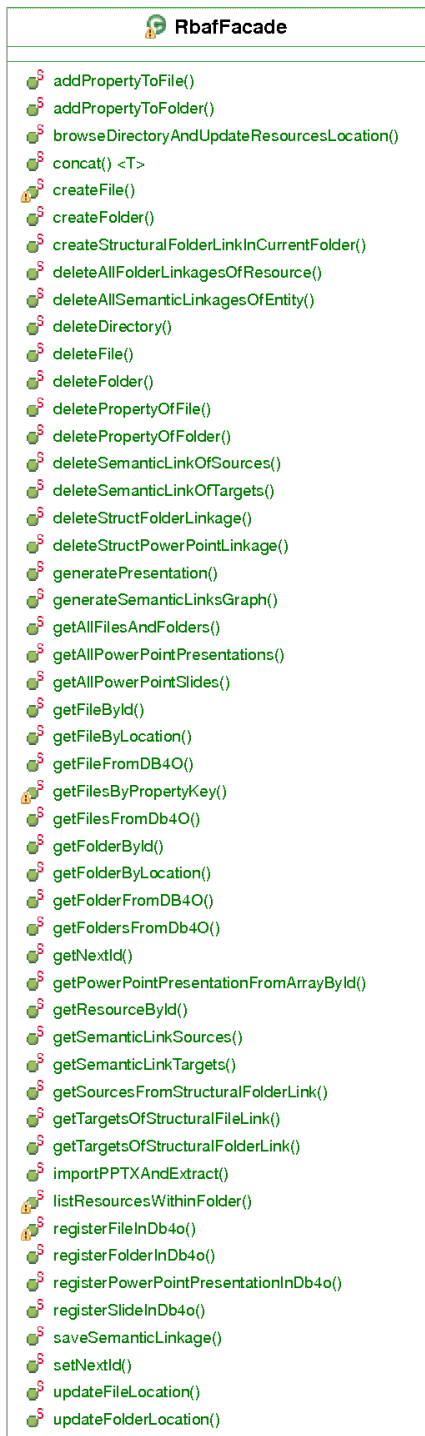 RbafFacade
S addPropertyToFile()
S addPropertyToFolder()
S browseDirectoryAndUpdateResourcesLocation()
S concat() <T>
S createFile()
S createFolder()
S createStructuralFolderLinkInCurrentFolder()
S deleteAllFolderLinkagesOfResource()
S deleteAllSemanticLinkagesOfEntity()
S deleteDirectory()
S deleteFile()
S deleteFolder()
S deletePropertyOfFile()
S deletePropertyOfFolder()
S deleteSemanticLinkOfSources()
S deleteSemanticLinkOfTargets()
S deleteStructFolderLinkage()
S deleteStructPowerPointLinkage()
S generatePresentation()
S generateSemanticLinksGraph()
S getAllFilesAndFolders()
S getAllPowerPointPresentations()
S getAllPowerPointSlides()
S getFileById()
S getFileByLocation()
S getFileFromDB4O()
S getFilesByPropertyKey()
S getFilesFromDb4O()
S getFolderById()
S getFolderByLocation()
S getFolderFromDB4O()
S getFoldersFromDb4O()
S getNextId()
S getPowerPointPresentationFromArrayById()
S getResourceById()
S getSemanticLinkSources()
S getSemanticLinkTargets()
S getSourcesFromStructuralFolderLink()
S getTargetsOfStructuralFileLink()
S getTargetsOfStructuralFolderLink()
S importPPTXAndExtract()
S listResourcesWithinFolder()
S registerFileInDb4o()
S registerFolderInDb4o()
S registerPowerPointPresentationInDb4o()
S registerSlideInDb4o()
S saveSemanticLinkage()
S setNextId()
S updateFileLocation()
S updateFolderLocation()